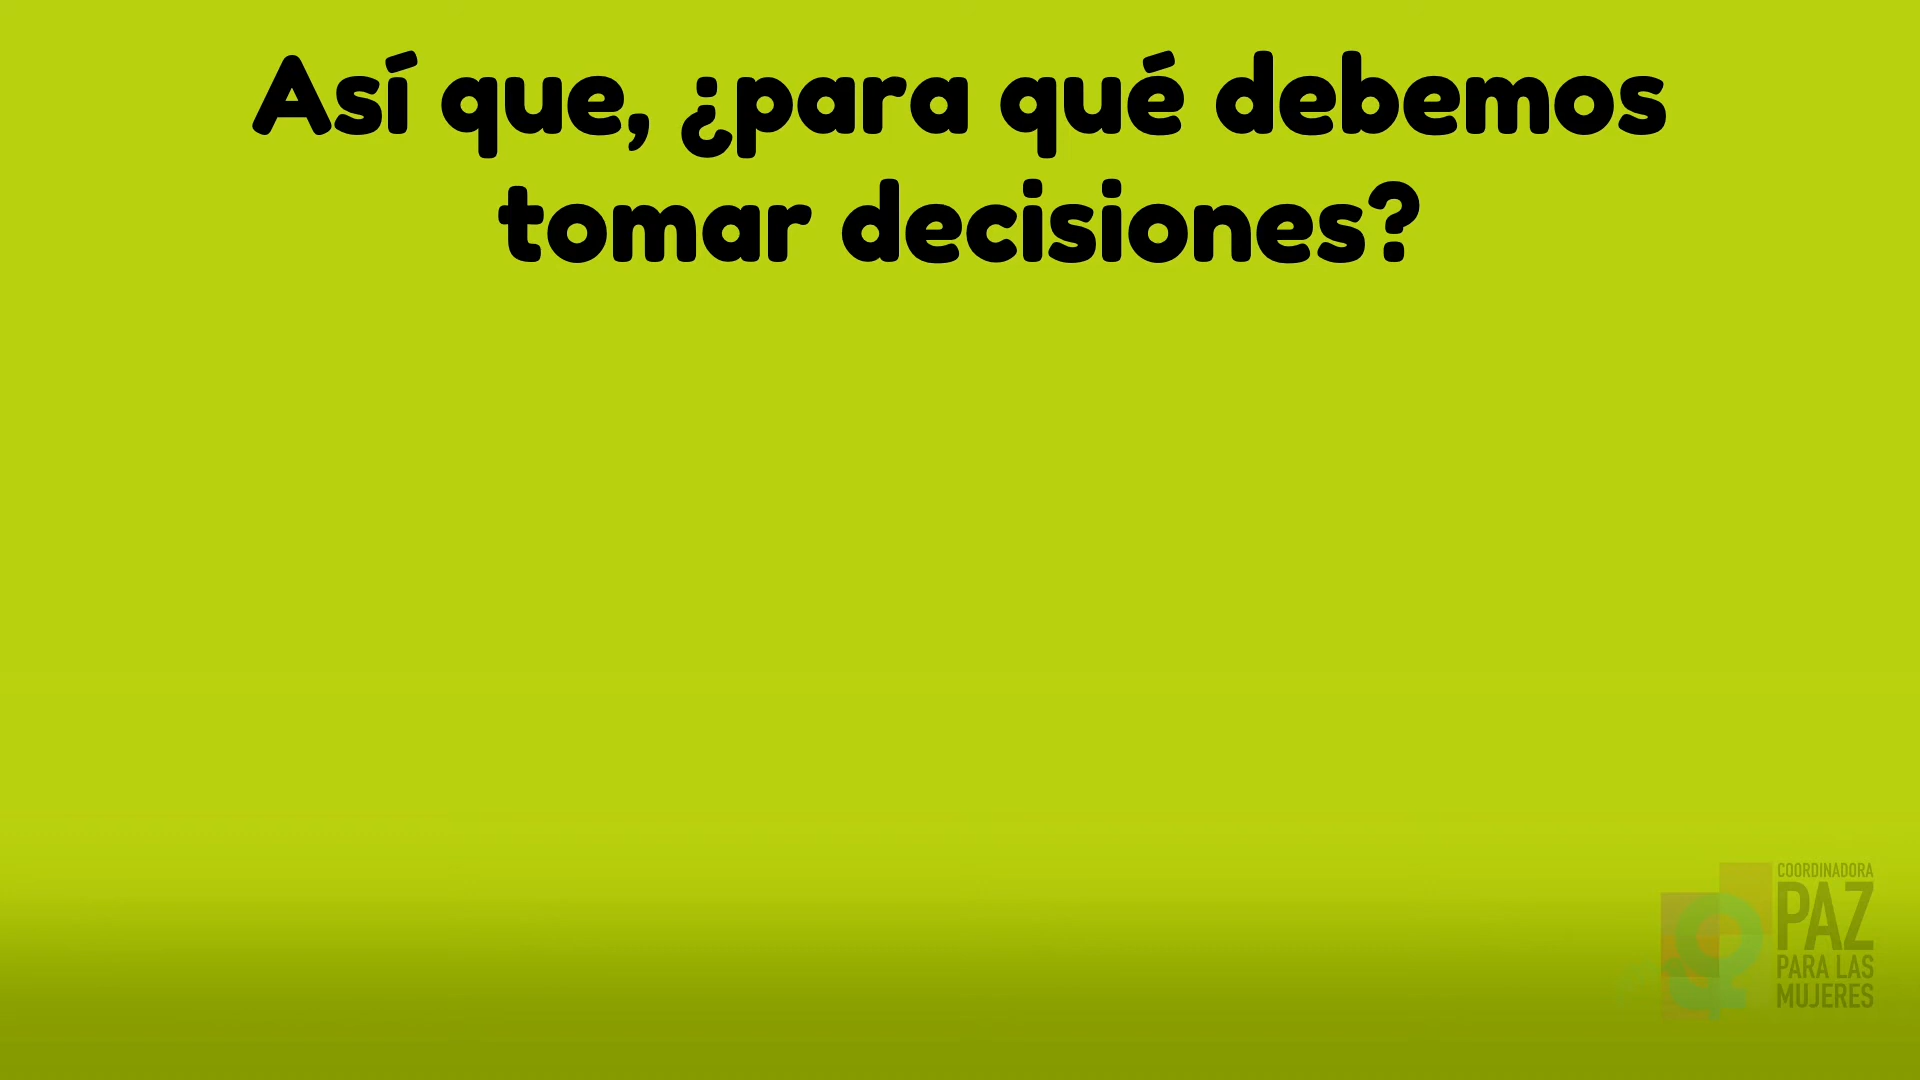 Así que, ¿para qué debemos
tomar decisiones?
COORDINADORA
PAZ
PARA LAS
MUJERES